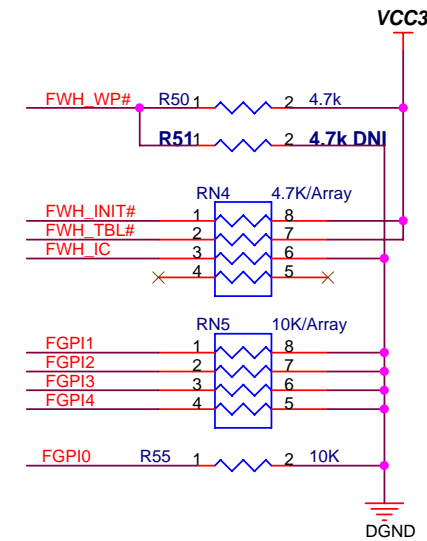 VCC3
FWH_WP# R50 1 2 4.7k
R51 1 2 4.7k DNI
RN4 4.7K/Array
FWH_INIT# 1 8
FWH_TBL# 2 7
FWH_IC 3 6
4 5
RN5 10K/Array
FGPI1 1 8
FGPI2 2 7
FGPI3 3 6
FGPI4 4 5
FGPI0 R55 1 2 10K
DGND